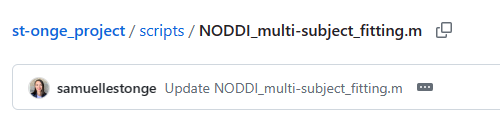 st-onge_project / scripts / NODDI_multi-subject_fitting.m
samuellestonge Update NODDI_multi-subject_fitting.m